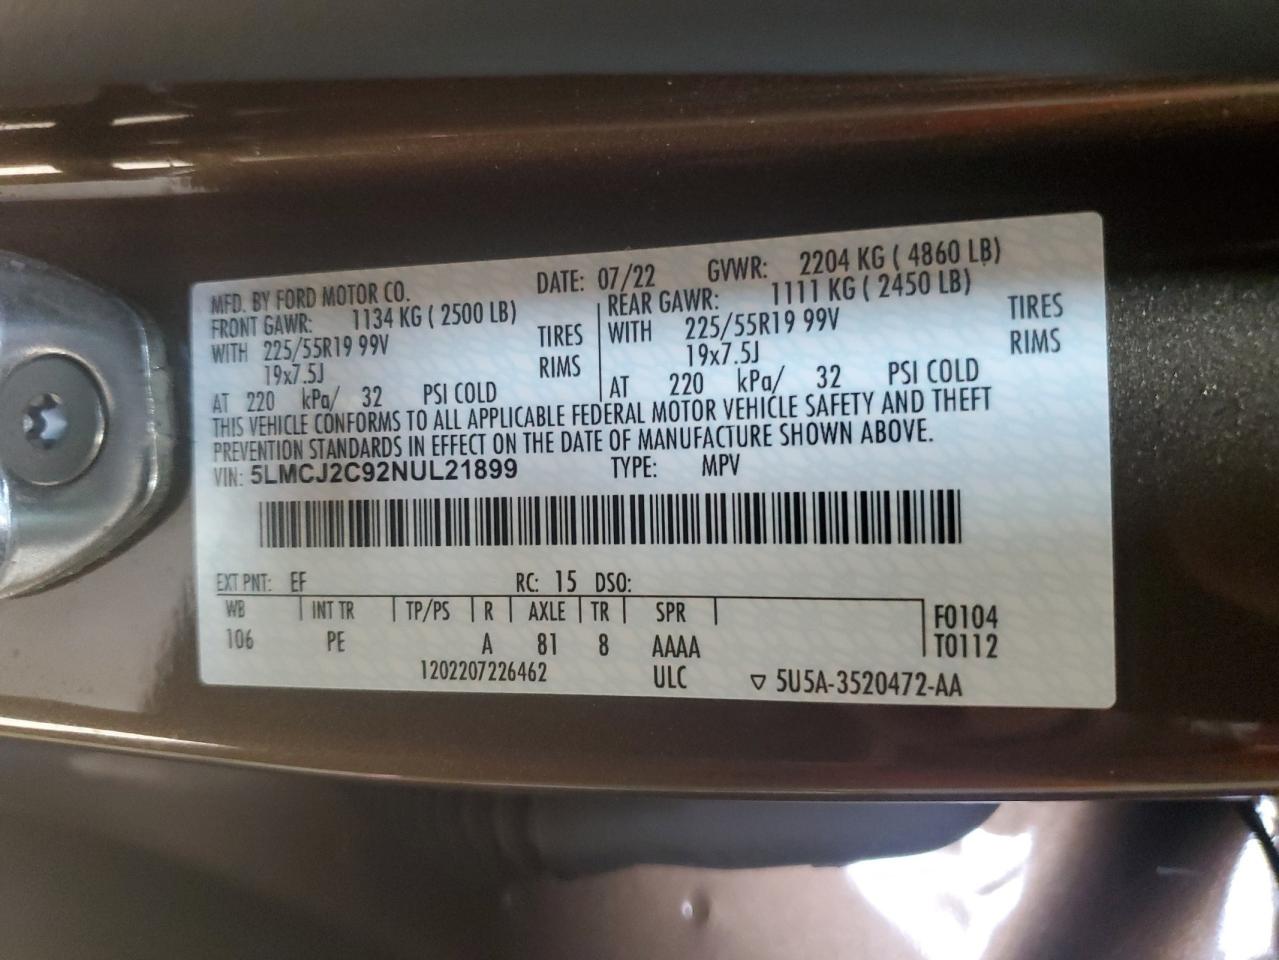 MFD. BY FORD MOTOR CO. DATE: 07/22 GVWR: 2204 KG ( 4860 LB)
FRONT GAWR: 1134 KG ( 2500 LB) REAR GAWR: 1111 KG ( 2450 LB)
WITH 225/55R19 99V TIRES WITH 225/55R19 99V TIRES
19x7.5J RIMS 19x7.5J RIMS
AT 220 kPa/ 32 PSI COLD AT 220 kPa/ 32 PSI COLD
THIS VEHICLE CONFORMS TO ALL APPLICABLE FEDERAL MOTOR VEHICLE SAFETY AND THEFT
PREVENTION STANDARDS IN EFFECT ON THE DATE OF MANUFACTURE SHOWN ABOVE.
VIN: 5LMCJ2C92NUL21899 TYPE: MPV
EXT PNT: EF RC: 15 DSO:
WB INT TR TP/PS R AXLE TR SPR F0104
106 PE A 81 8 AAAA T0112
1202207226462 ULC ▽ 5U5A-3520472-AA